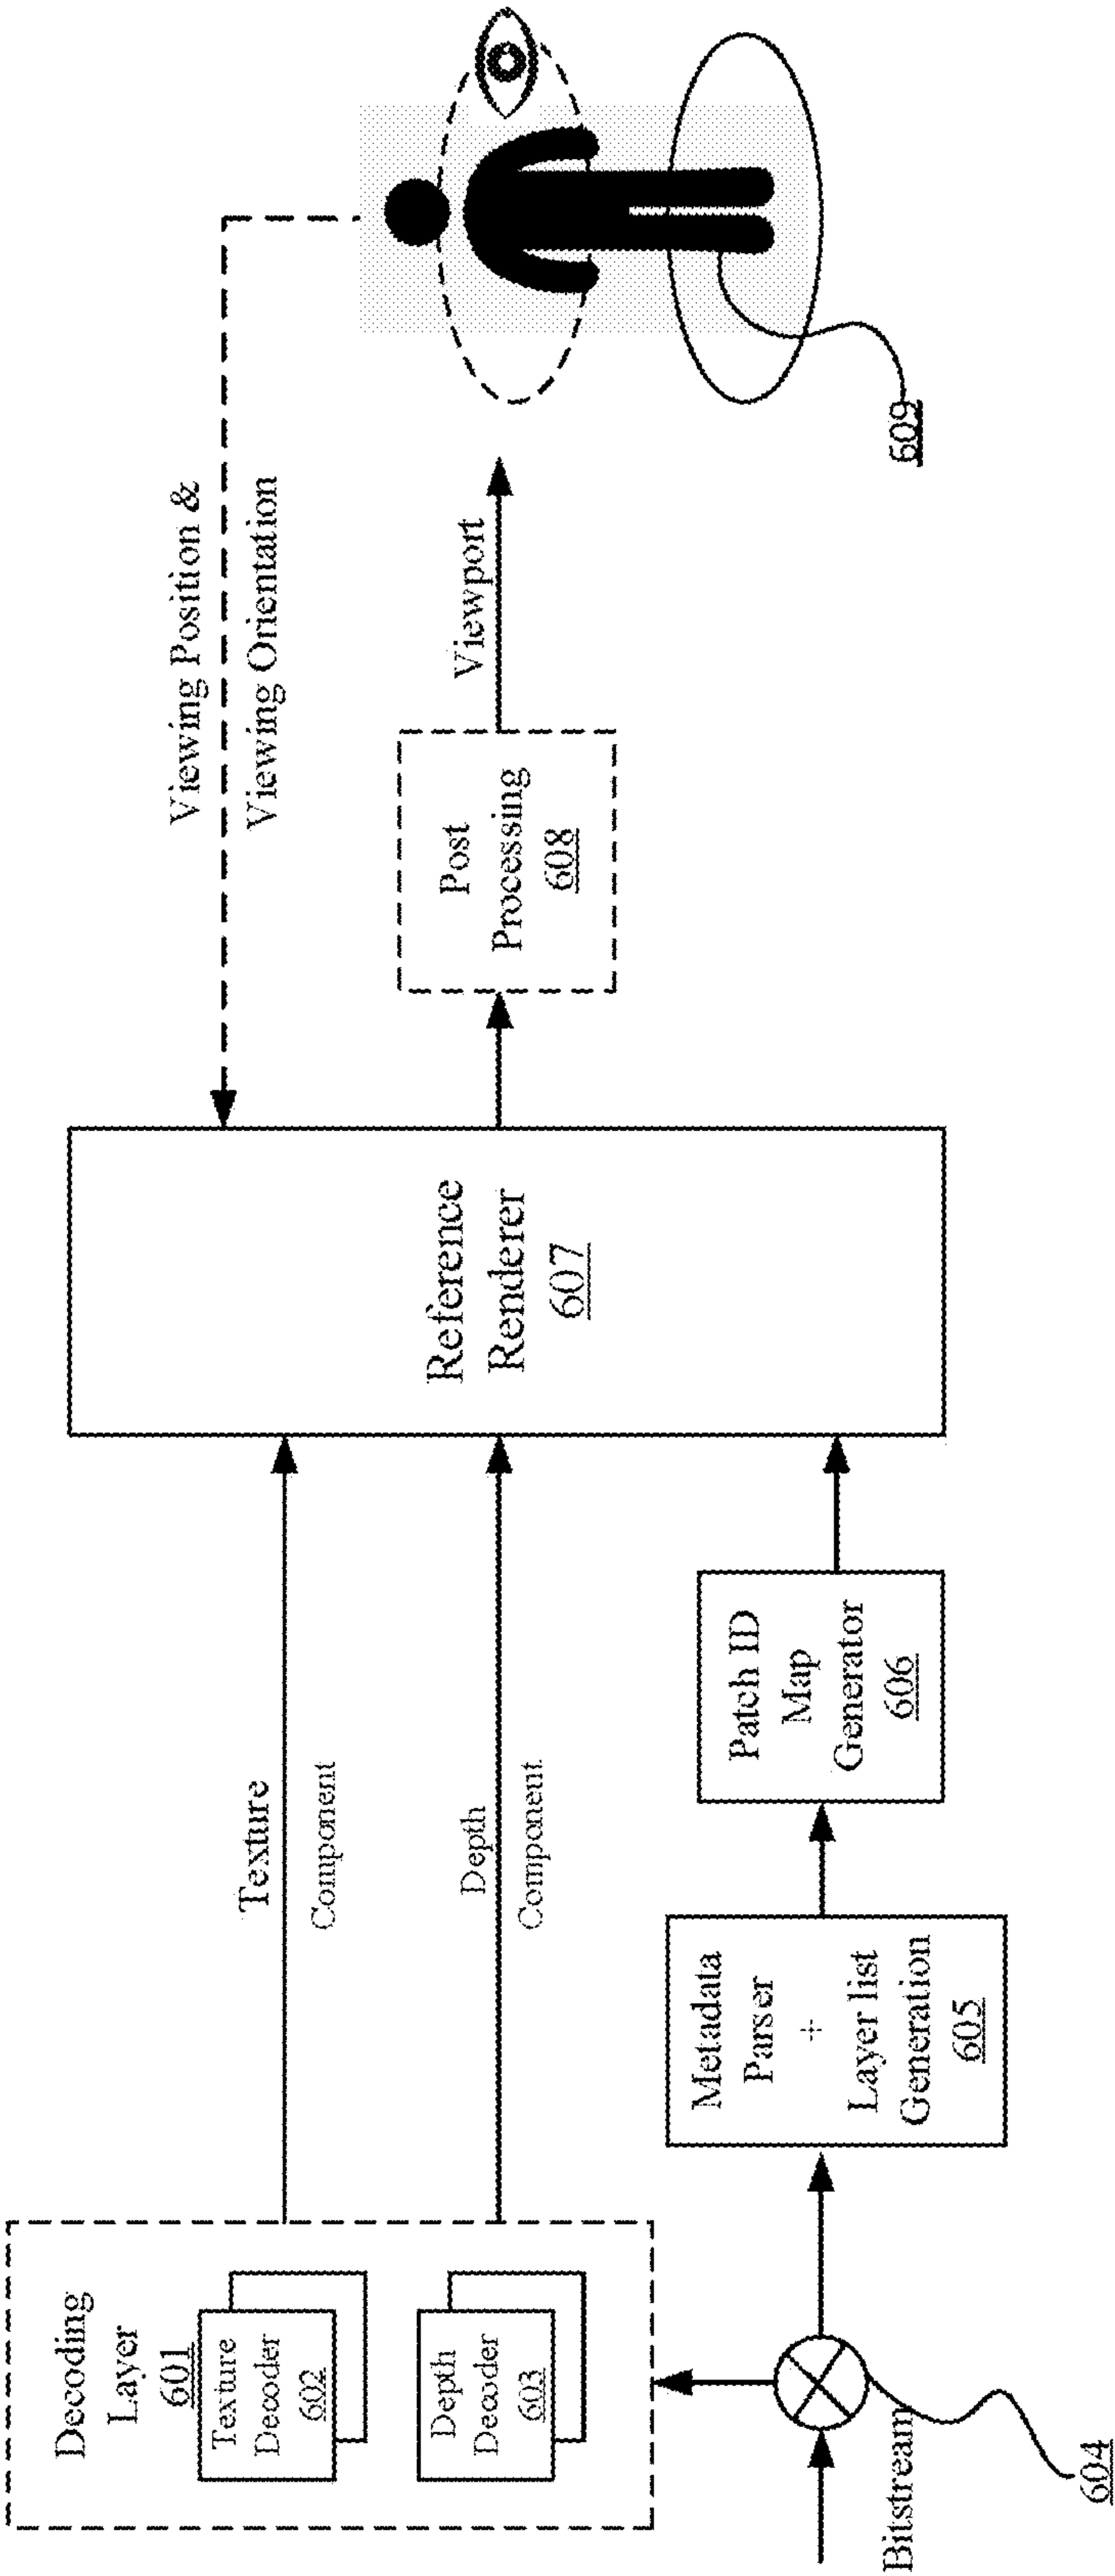 Decoding
Layer
601
Texture
Decoder
602
Depth
Decoder
603
Bitstream
604
Texture
Component
Depth
Component
Metadata
Parser
+
Layer list
Generation
605
Patch ID
Map
Generator
606
Reference
Renderer
607
Post
Processing
608
Viewport
Viewing Position &
Viewing Orientation
609